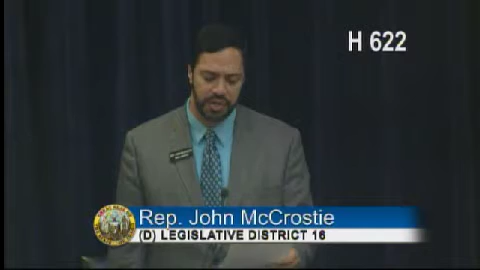 H 622
Rep. John McCrostie
(D) LEGISLATIVE DISTRICT 16